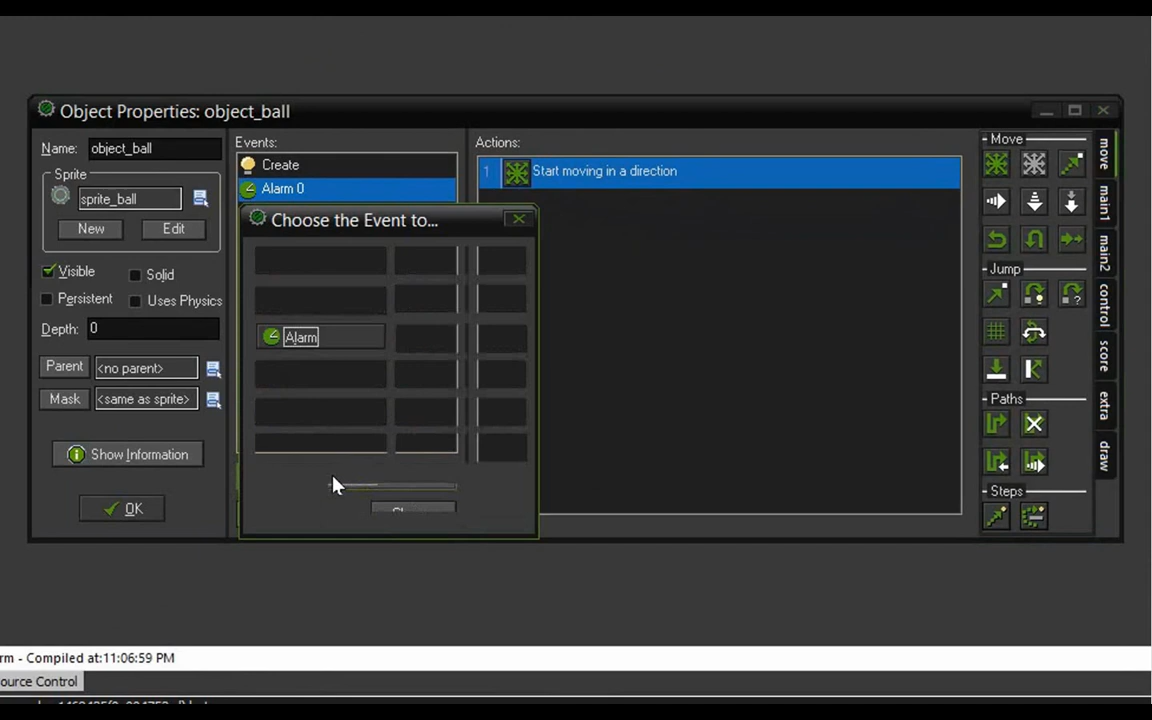 Object Properties: object_ball
Name: object_ball
Sprite
sprite_ball
New
Edit
Visible
Solid
Persistent
Uses Physics
Depth: 0
Parent
<no parent>
Mask
<same as sprite>
Show Information
OK
Events:
Create
Alarm 0
Choose the Event to...
Alarm
Actions:
1
Start moving in a direction
Move
Jump
Paths
Steps
move
main1
main2
control
score
extra
draw
rm - Compiled at:11:06:59 PM
ource Control